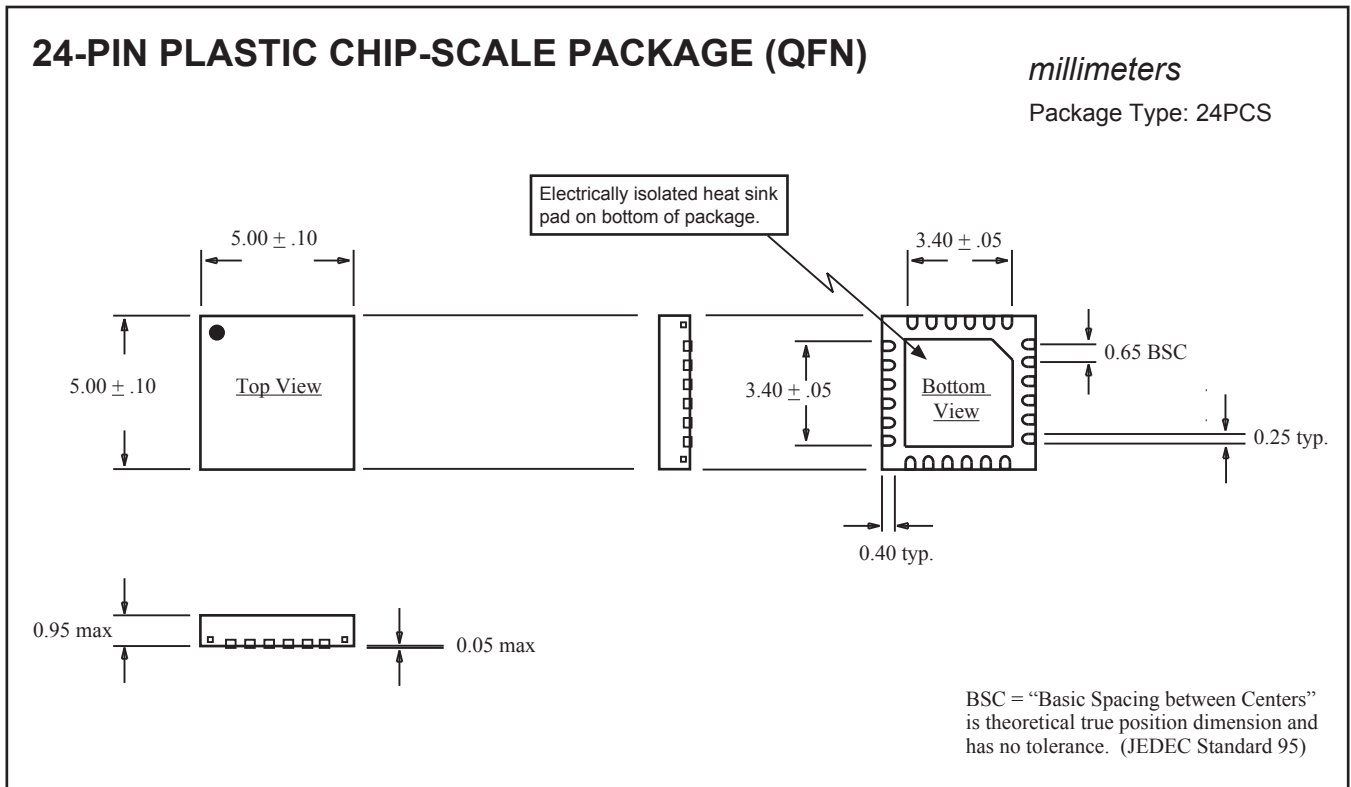 24-PIN PLASTIC CHIP-SCALE PACKAGE (QFN)
millimeters
Package Type: 24PCS
Electrically isolated heat sink
pad on bottom of package.
5.00 ± .10
3.40 ± .05
5.00 ± .10
Top View
3.40 ± .05
Bottom
View
0.65 BSC
0.25 typ.
0.40 typ.
0.95 max
0.05 max
BSC = “Basic Spacing between Centers”
is theoretical true position dimension and
has no tolerance. (JEDEC Standard 95)